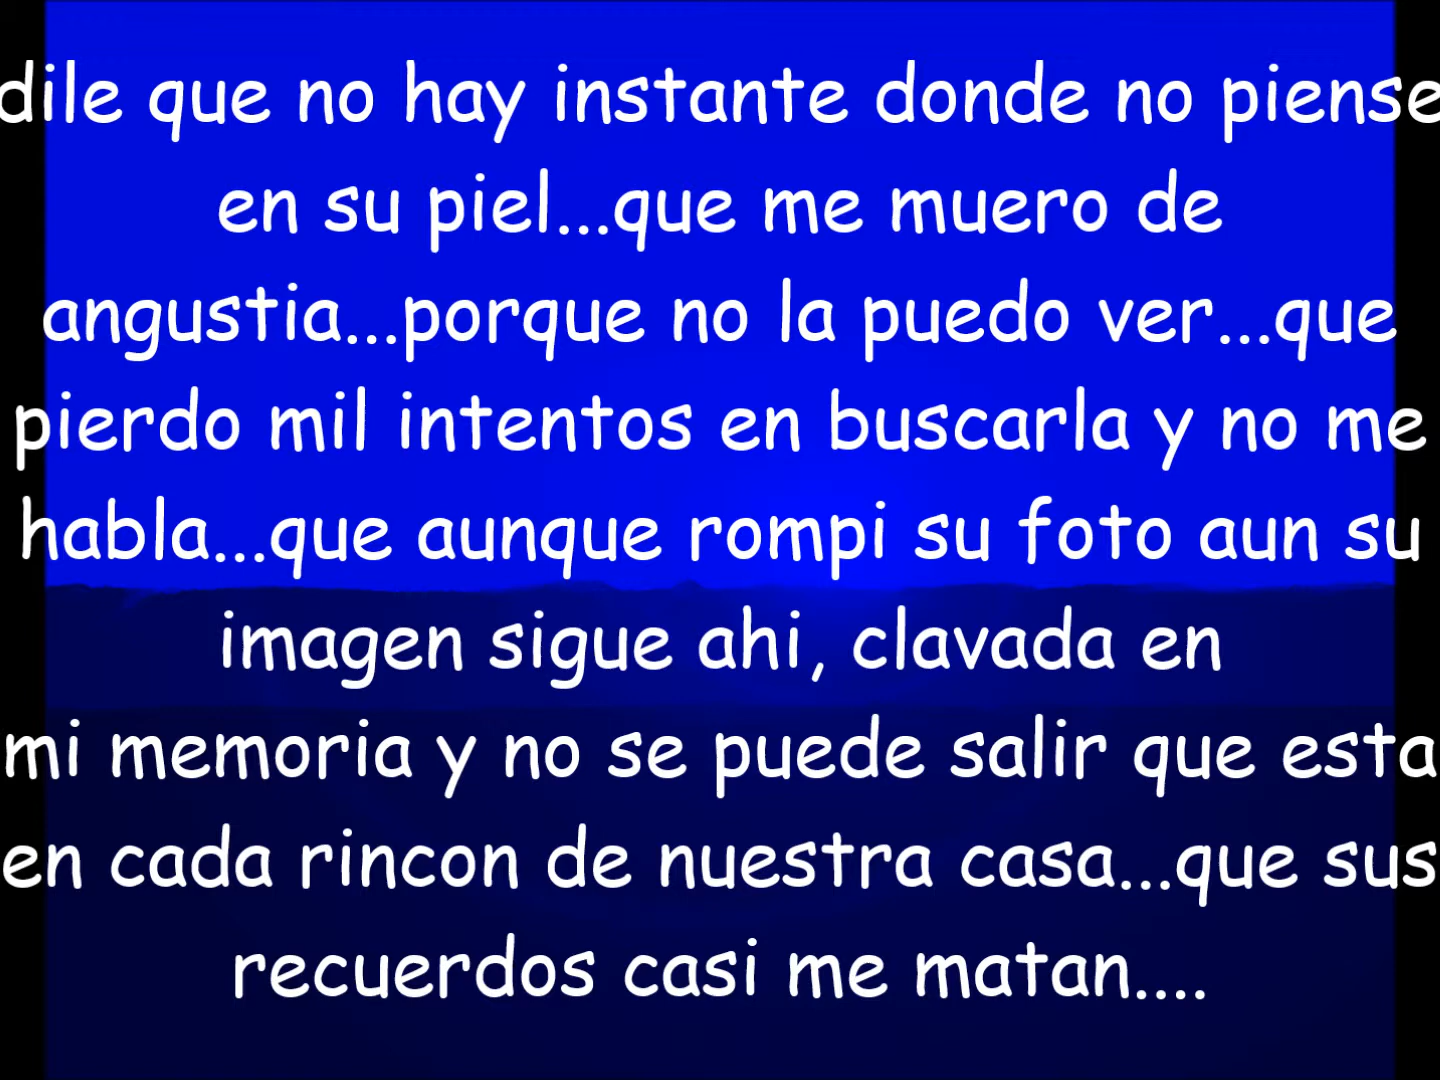 dile que no hay instante donde no piense
en su piel...que me muero de
angustia...porque no la puedo ver...que
pierdo mil intentos en buscarla y no me
habla...que aunque rompi su foto aun su
imagen sigue ahi, clavada en
mi memoria y no se puede salir que esta
en cada rincon de nuestra casa...que sus
recuerdos casi me matan....